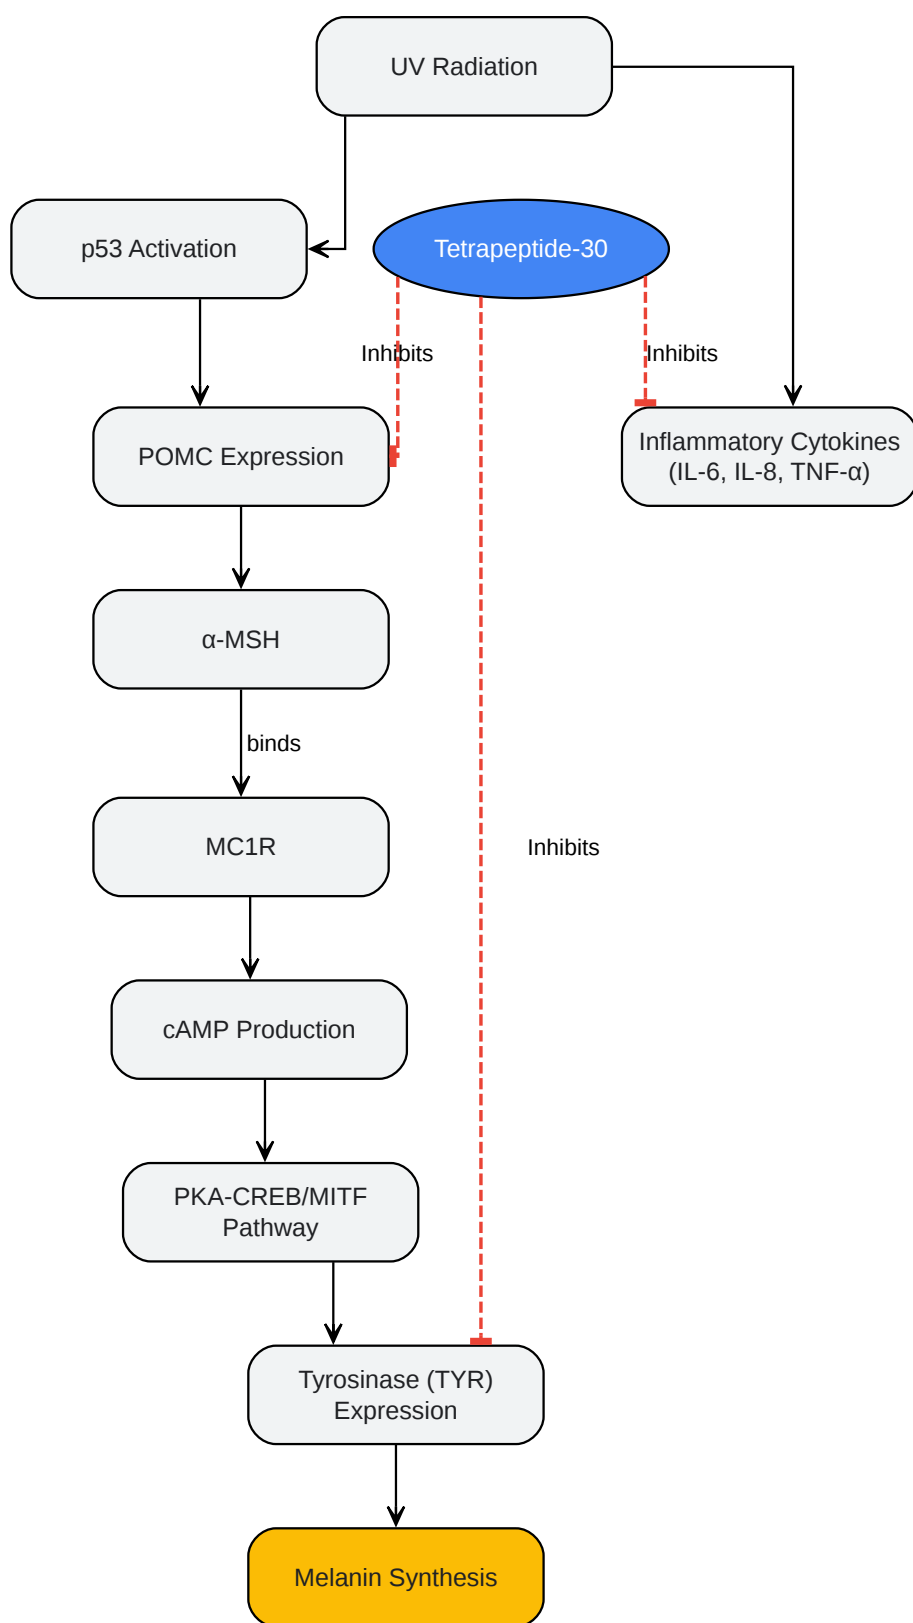 UV Radiation
p53 Activation
Tetrapeptide-30
Inhibits
Inhibits
POMC Expression
Inflammatory Cytokines
(IL-6, IL-8, TNF-α)
α-MSH
binds
MC1R
Inhibits
cAMP Production
PKA-CREB/MITF
Pathway
Tyrosinase (TYR)
Expression
Melanin Synthesis